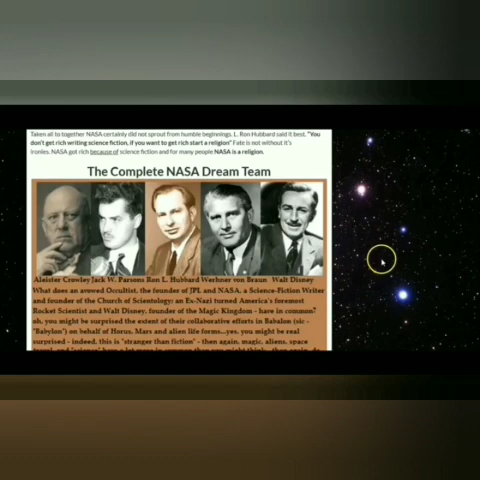 Taken all to together NASA certainly did not sprout from humble beginnings. L. Ron Hubbard said it best. "You
don't get rich writing science fiction, if you want to get rich start a religion" Fate is not without it's
ironies. NASA got rich because of science fiction and for many people NASA is a religion.
The Complete NASA Dream Team
Aleister Crowley Jack W. Parsons Ron L. Hubbard Wechner von Braun Walt Disney
What does an avowed Occultist, the founder of JPL and NASA, a Science-Fiction Writer
and founder of the Church of Scientology; an Ex-Nazi turned America's foremost
Rocket Scientist and Walt Disney, founder of the Magic Kingdom - have in common?
oh, you might be surprised the extent of their collaborative efforts in Babalon (sic -
"Babylon") on behalf of Horus, Mars and alien life forms...yes, you might be real
surprised - indeed, this is "stranger than fiction" - then again, magic, aliens, space